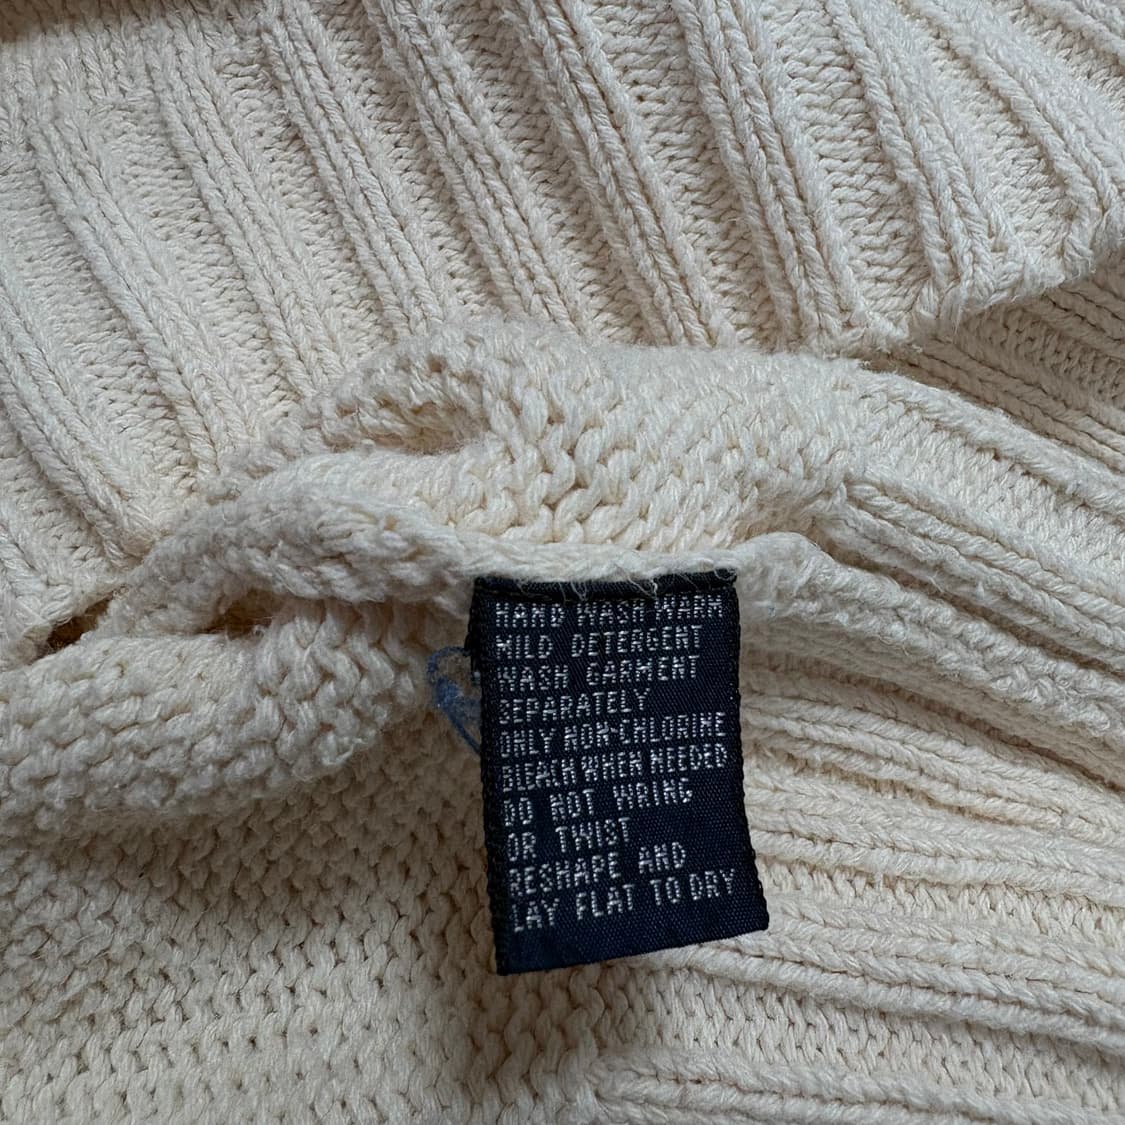 HAND WASH WARM
MILD DETERGENT
WASH GARMENT
SEPARATELY
ONLY NON-CHLORINE
BLEACH WHEN NEEDED
DO NOT WRING
OR TWIST
RESHAPE AND
LAY FLAT TO DRY